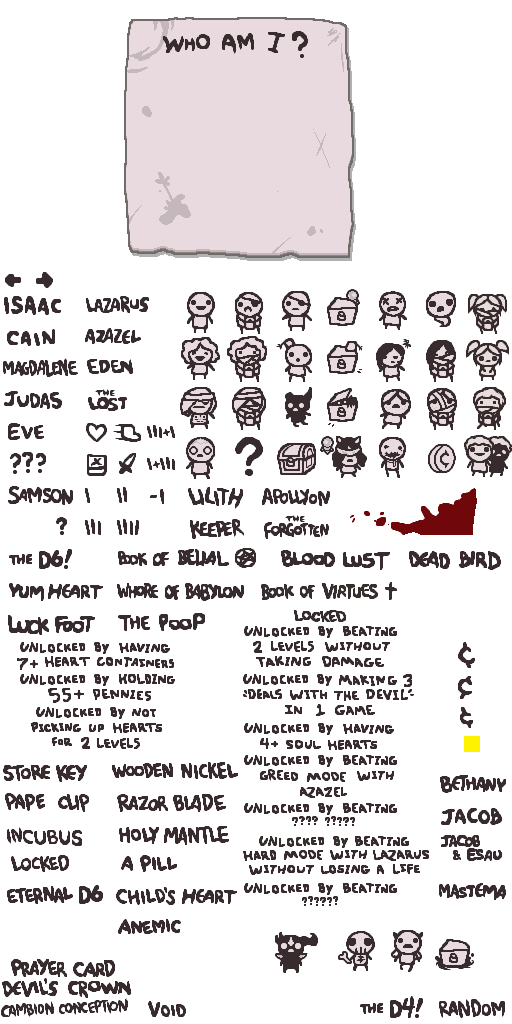 WHO AM I?
ISAAC LAZARUS
CAIN AZAZEL
MAGDALENE EDEN
JUDAS THE LOST
EVE III+I
??? I+III ?
SAMSON I II -I LILITH APOLLYON
? III IIII KEEPER THE FORGOTTEN
THE D6! BOOK OF BELIAL BLOOD LUST DEAD BIRD
YUM HEART WHORE OF BABYLON BOOK OF VIRTUES †
LUCK FOOT THE POOP
LOCKED
UNLOCKED BY HAVING
7+ HEART CONTAINERS
UNLOCKED BY HOLDING
55+ PENNIES
UNLOCKED BY NOT
PICKING UP HEARTS
FOR 2 LEVELS
UNLOCKED BY BEATING
2 LEVELS WITHOUT
TAKING DAMAGE
UNLOCKED BY MAKING 3
"DEALS WITH THE DEVIL"
IN 1 GAME
UNLOCKED BY HAVING
4+ SOUL HEARTS
UNLOCKED BY BEATING
GREED MODE WITH
AZAZEL
UNLOCKED BY BEATING
???? ?????
UNLOCKED BY BEATING
HARD MODE WITH LAZARUS
WITHOUT LOSING A LIFE
UNLOCKED BY BEATING
??????
¢
¢
¢
STORE KEY WOODEN NICKEL
PAPE CLIP RAZOR BLADE
INCUBUS HOLY MANTLE
LOCKED A PILL
ETERNAL D6 CHILD'S HEART
ANEMIC
BETHANY
JACOB
JACOB
& ESAU
MASTEMA
PRAYER CARD
DEVIL'S CROWN
CAMBION CONCEPTION VOID
THE D4! RANDOM